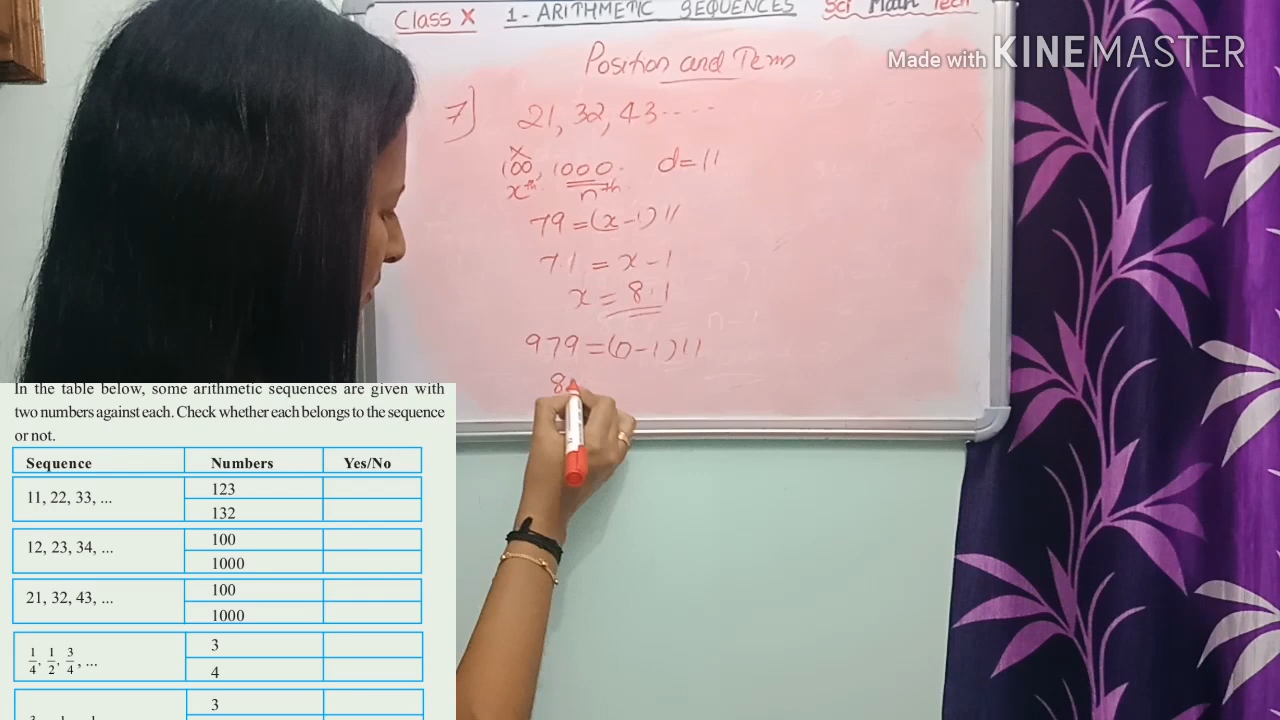 Class X 1 - ARITHMETIC SEQUENCES Sci Math Tech
Made with KINEMASTER
Position and Term
7) 21, 32, 43 ----
x
100, 1000. d = 11
xth nth
79 = (x - 1) 11
7.1 = x - 1
x = 8.1
979 = (n - 1) 11
8
In the table below, some arithmetic sequences are given with
two numbers against each. Check whether each belongs to the sequence
or not.
Sequence Numbers Yes/No
11, 22, 33, ... 123
132
12, 23, 34, ... 100
1000
21, 32, 43, ... 100
1000
1/4, 1/2, 3/4, ... 3
4
3